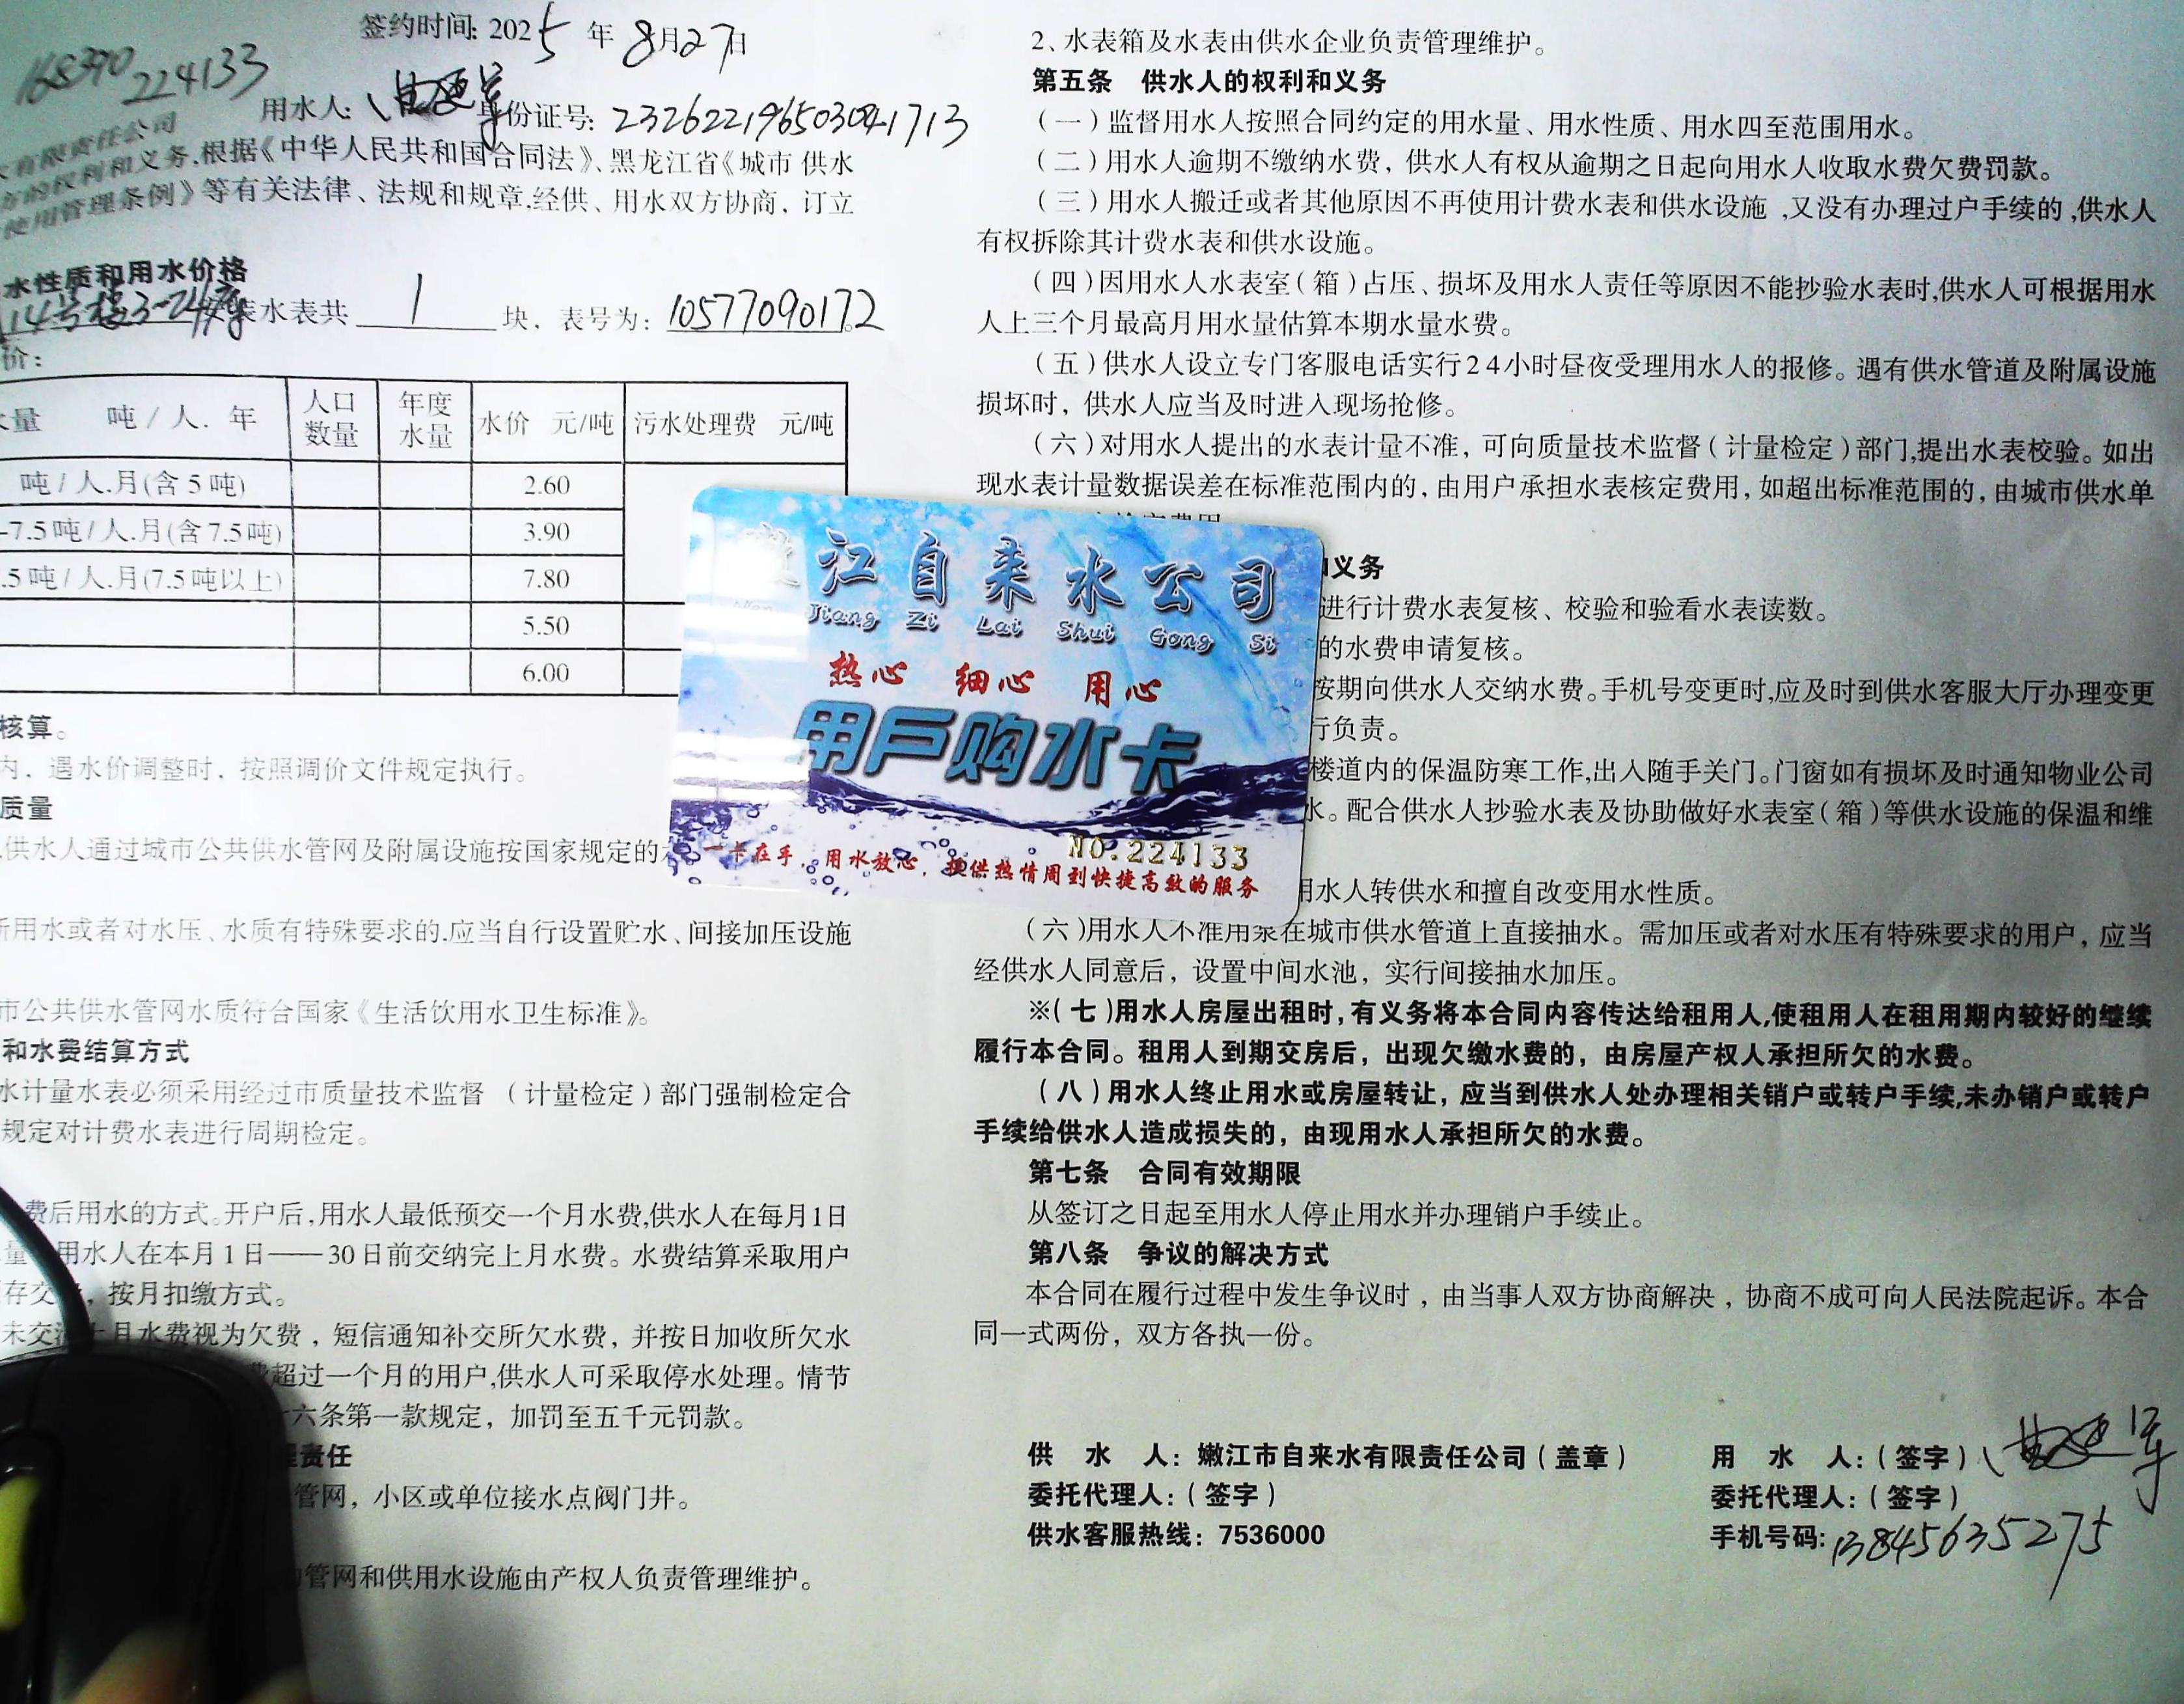 签约时间: 2025年8月27日
168390 224133
用水人: 曲建军 身份证号: 232622196503041713
水有限责任公司
方的权利和义务,根据《中华人民共和国合同法》、黑龙江省《城市 供水
使用管理条例》等有关法律、法规和规章,经供、用水双方协商，订立
水性质和用水价格
14号楼3-2 安装水表共 1 块，表号为: 10577090172。
价:
水量 吨/人.年 人口数量 年度水量 水价 元/吨 污水处理费 元/吨
吨/人.月(含5吨) 2.60
-7.5吨/人.月(含7.5吨) 3.90
.5吨/人.月(7.5吨以上) 7.80
5.50
6.00
核算。
内，遇水价调整时，按照调价文件规定执行。
质量
供水人通过城市公共供水管网及附属设施按国家规定的
所用水或者对水压、水质有特殊要求的,应当自行设置贮水、间接加压设施
市公共供水管网水质符合国家《生活饮用水卫生标准》。
和水费结算方式
水计量水表必须采用经过市质量技术监督（计量检定）部门强制检定合
规定对计费水表进行周期检定。
费后用水的方式。开户后,用水人最低预交一个月水费,供水人在每月1日
量 用水人在本月1日——30日前交纳完上月水费。水费结算采取用户
存交 ，按月扣缴方式。
未交清上月水费视为欠费，短信通知补交所欠水费，并按日加收所欠水
超过一个月的用户,供水人可采取停水处理。情节
十六条第一款规定，加罚至五千元罚款。
责任
管网，小区或单位接水点阀门井。
管网和供用水设施由产权人负责管理维护。
2、水表箱及水表由供水企业负责管理维护。
第五条 供水人的权利和义务
（一）监督用水人按照合同约定的用水量、用水性质、用水四至范围用水。
（二）用水人逾期不缴纳水费，供水人有权从逾期之日起向用水人收取水费欠费罚款。
（三）用水人搬迁或者其他原因不再使用计费水表和供水设施 ,又没有办理过户手续的 ,供水人
有权拆除其计费水表和供水设施。
（四）因用水人水表室（箱）占压、损坏及用水人责任等原因不能抄验水表时,供水人可根据用水
人上三个月最高月用水量估算本期水量水费。
（五）供水人设立专门客服电话实行24小时昼夜受理用水人的报修。遇有供水管道及附属设施
损坏时，供水人应当及时进入现场抢修。
（六）对用水人提出的水表计量不准，可向质量技术监督（计量检定）部门,提出水表校验。如出
现水表计量数据误差在标准范围内的，由用户承担水表核定费用，如超出标准范围的，由城市供水单
和义务
进行计费水表复核、校验和验看水表读数。
的水费申请复核。
按期向供水人交纳水费。手机号变更时,应及时到供水客服大厅办理变更
行负责。
楼道内的保温防寒工作,出入随手关门。门窗如有损坏及时通知物业公司
水。配合供水人抄验水表及协助做好水表室（箱）等供水设施的保温和维
用水人转供水和擅自改变用水性质。
（六）用水人不准用泵在城市供水管道上直接抽水。需加压或者对水压有特殊要求的用户，应当
经供水人同意后，设置中间水池，实行间接抽水加压。
※（七）用水人房屋出租时,有义务将本合同内容传达给租用人,使租用人在租用期内较好的继续
履行本合同。租用人到期交房后，出现欠缴水费的，由房屋产权人承担所欠的水费。
（八）用水人终止用水或房屋转让，应当到供水人处办理相关销户或转户手续,未办销户或转户
手续给供水人造成损失的，由现用水人承担所欠的水费。
第七条 合同有效期限
从签订之日起至用水人停止用水并办理销户手续止。
第八条 争议的解决方式
本合同在履行过程中发生争议时，由当事人双方协商解决，协商不成可向人民法院起诉。本合
同一式两份，双方各执一份。
供 水 人：嫩江市自来水有限责任公司（盖章）
委托代理人：（签字）
供水客服热线：7536000
用 水 人：（签字）曲建军
委托代理人：（签字）
手机号码: 13845635275
江自来水公司
Nen Jiang Zi Lai Shui Gong Si
热心 细心 用心
用户购水卡
NO.224133
一卡在手，用水放心，提供热情周到快捷高效的服务